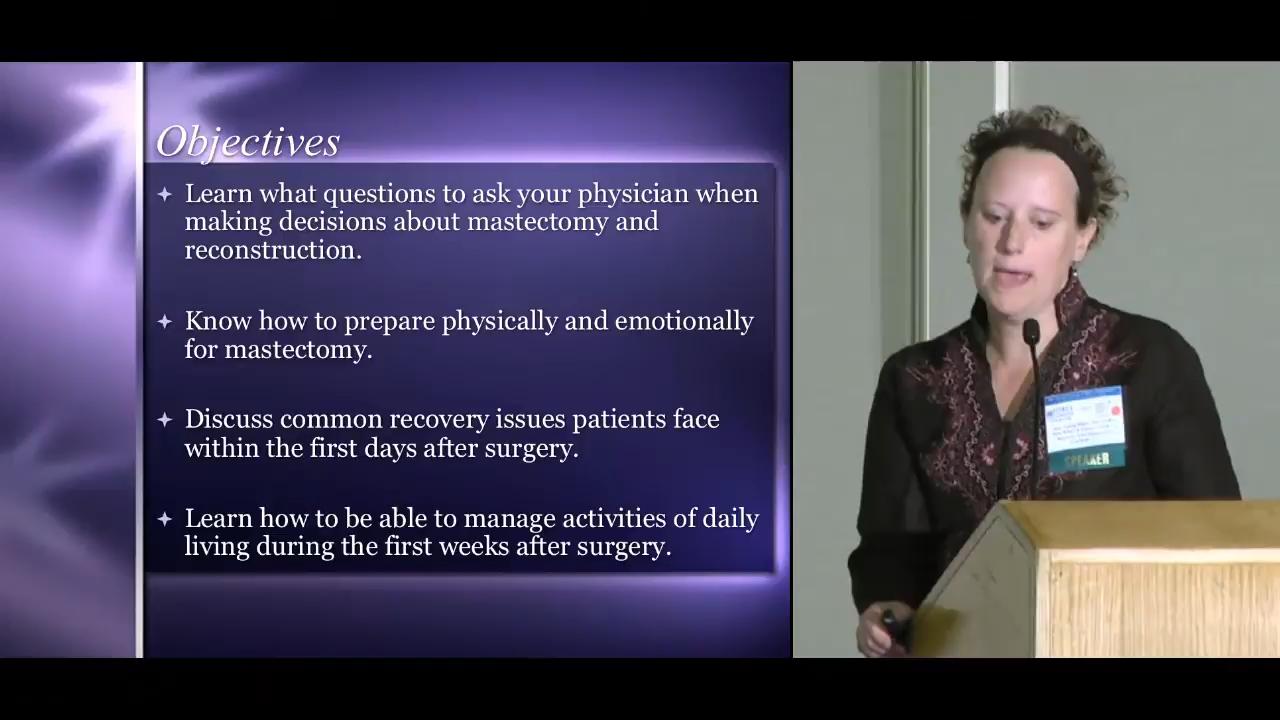 Objectives
Learn what questions to ask your physician when
making decisions about mastectomy and
reconstruction.
Know how to prepare physically and emotionally
for mastectomy.
Discuss common recovery issues patients face
within the first days after surgery.
Learn how to be able to manage activities of daily
living during the first weeks after surgery.
SPEAKER